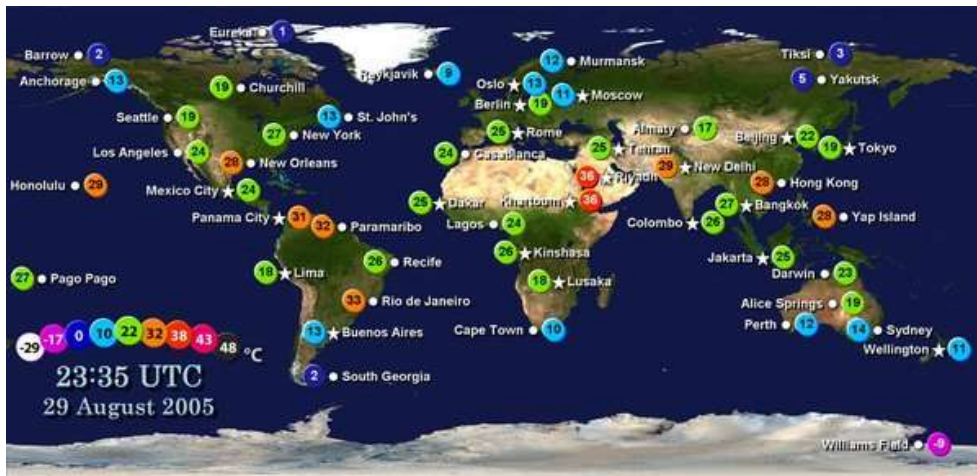 Eureka 1
Barrow 2
Tiksi 3
Murmansk 12
Anchorage 13
Reykjavik 9
Yakutsk 5
Oslo 13
Churchill 19
Moscow 11
Berlin 19
Seattle 19
St. John's 13
New York 27
Rome 25
Almaty 17
Beijing 22
Tokyo 19
Los Angeles 24
New Orleans 28
Casablanca 24
Tehran 25
New Delhi 29
Honolulu 29
Mexico City 24
Riyadh 36
Hong Kong 28
Dakar 25
Khartoum 36
Bangkok 27
Panama City 31
Paramaribo 32
Lagos 24
Colombo 26
Yap Island 28
Kinshasa 26
Recife 26
Jakarta 25
Pago Pago 27
Lima 18
Lusaka 18
Darwin 23
Rio de Janeiro 33
Alice Springs 19
Buenos Aires 13
Cape Town 10
Perth 12
Sydney 14
Wellington 11
-29 -17 0 10 22 32 38 43 48 °C
23:35 UTC
29 August 2005
South Georgia 2
Williams Field -9